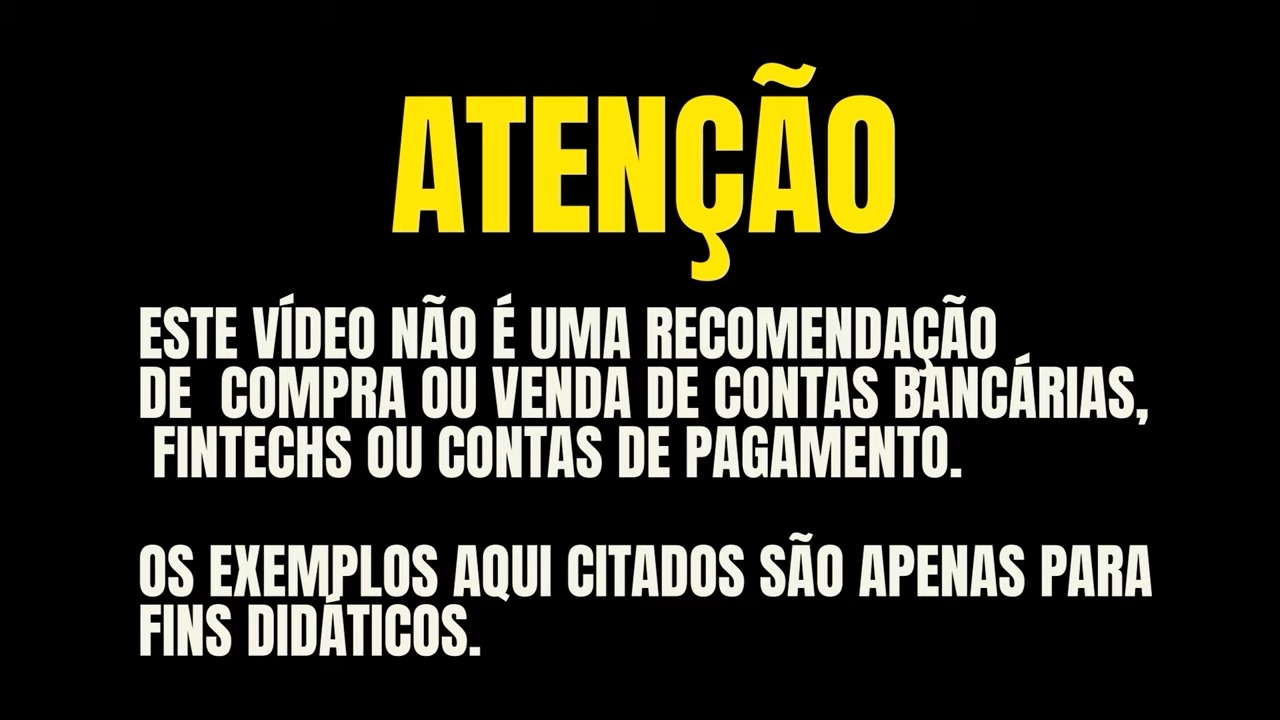 ATENÇÃO
ESTE VÍDEO NÃO É UMA RECOMENDAÇÃO
DE COMPRA OU VENDA DE CONTAS BANCÁRIAS,
FINTECHS OU CONTAS DE PAGAMENTO.
OS EXEMPLOS AQUI CITADOS SÃO APENAS PARA
FINS DIDÁTICOS.